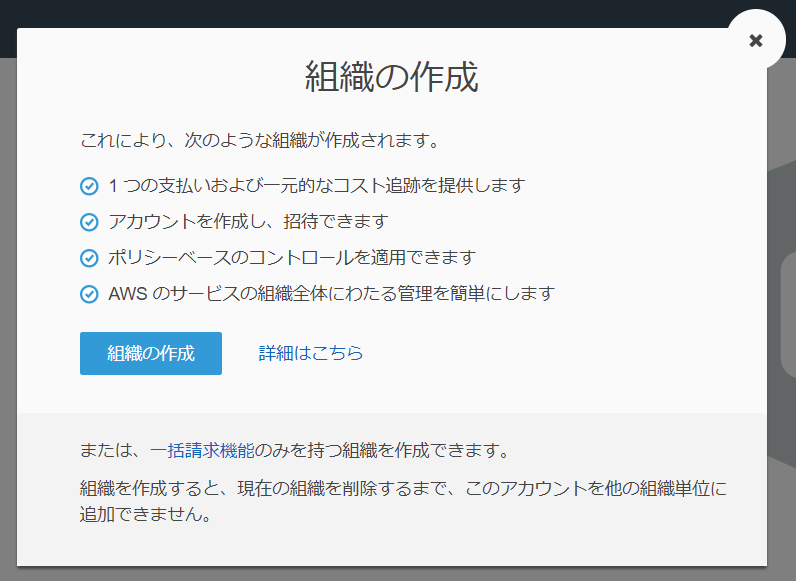 組織の作成
これにより、次のような組織が作成されます。
1 つの支払いおよび一元的なコスト追跡を提供します
アカウントを作成し、招待できます
ポリシーベースのコントロールを適用できます
AWS のサービスの組織全体にわたる管理を簡単にします
組織の作成 詳細はこちら
または、一括請求機能のみを持つ組織を作成できます。
組織を作成すると、現在の組織を削除するまで、このアカウントを他の組織単位に
追加できません。